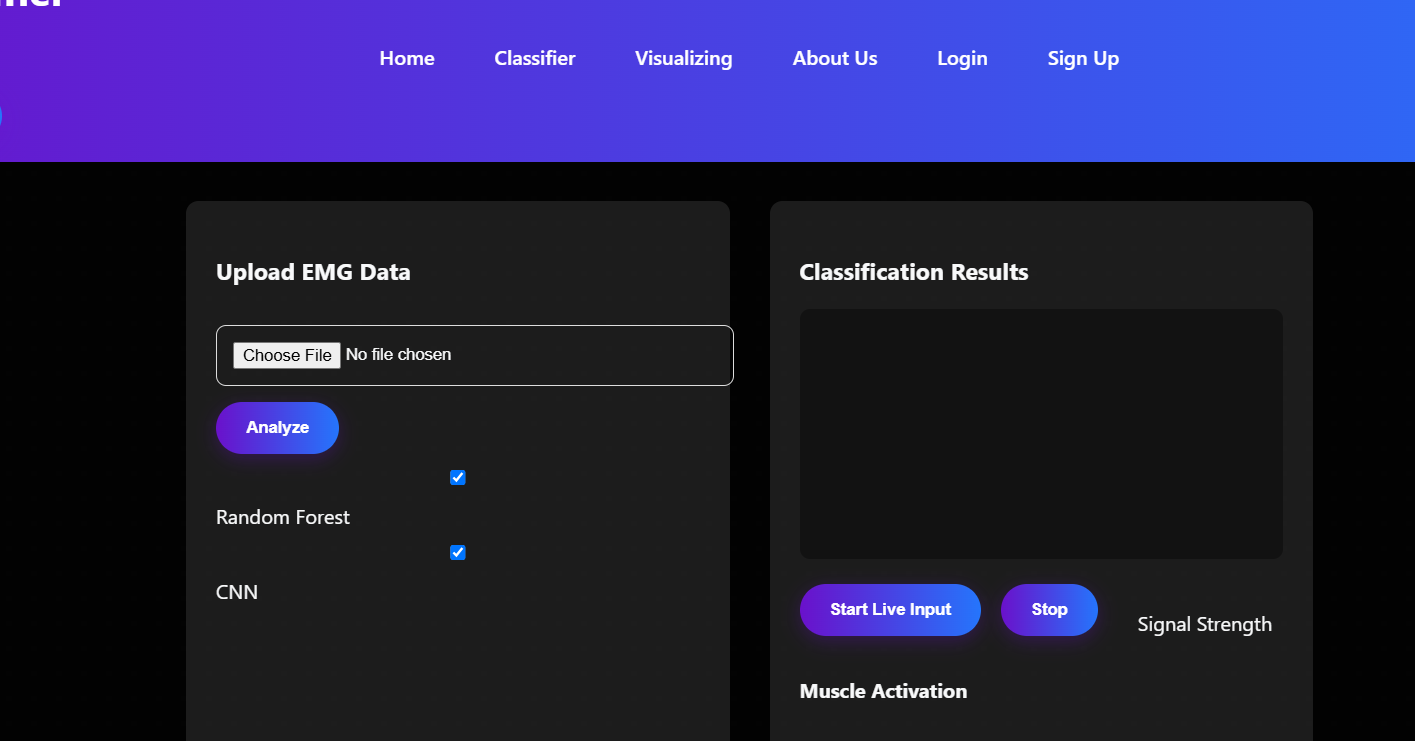 Home Classifier Visualizing About Us Login Sign Up
Upload EMG Data
Choose File No file chosen
Analyze
Random Forest
CNN
Classification Results
Start Live Input Stop Signal Strength
Muscle Activation